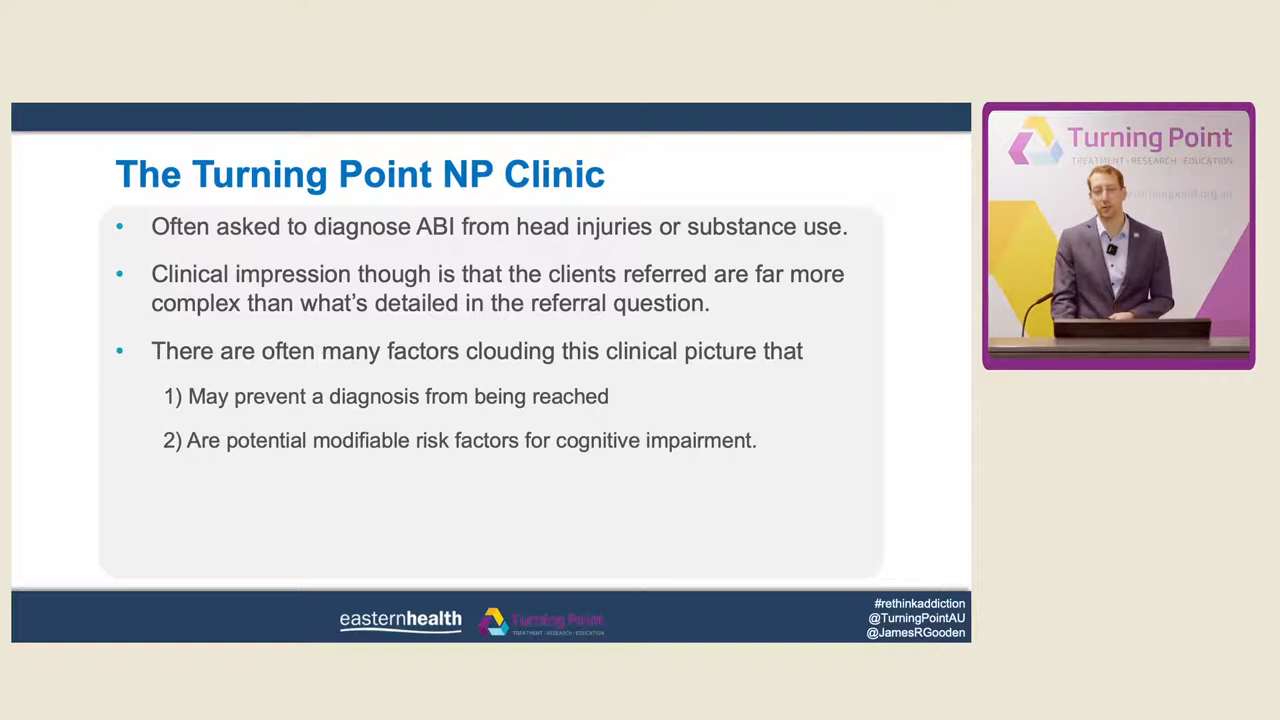 The Turning Point NP Clinic
• Often asked to diagnose ABI from head injuries or substance use.
• Clinical impression though is that the clients referred are far more
complex than what's detailed in the referral question.
• There are often many factors clouding this clinical picture that
1) May prevent a diagnosis from being reached
2) Are potential modifiable risk factors for cognitive impairment.
easternhealth
Turning Point
TREATMENT • RESEARCH • EDUCATION
#rethinkaddiction
@TurningPointAU
@JamesRGooden
Turning Point
TREATMENT • RESEARCH • EDUCATION